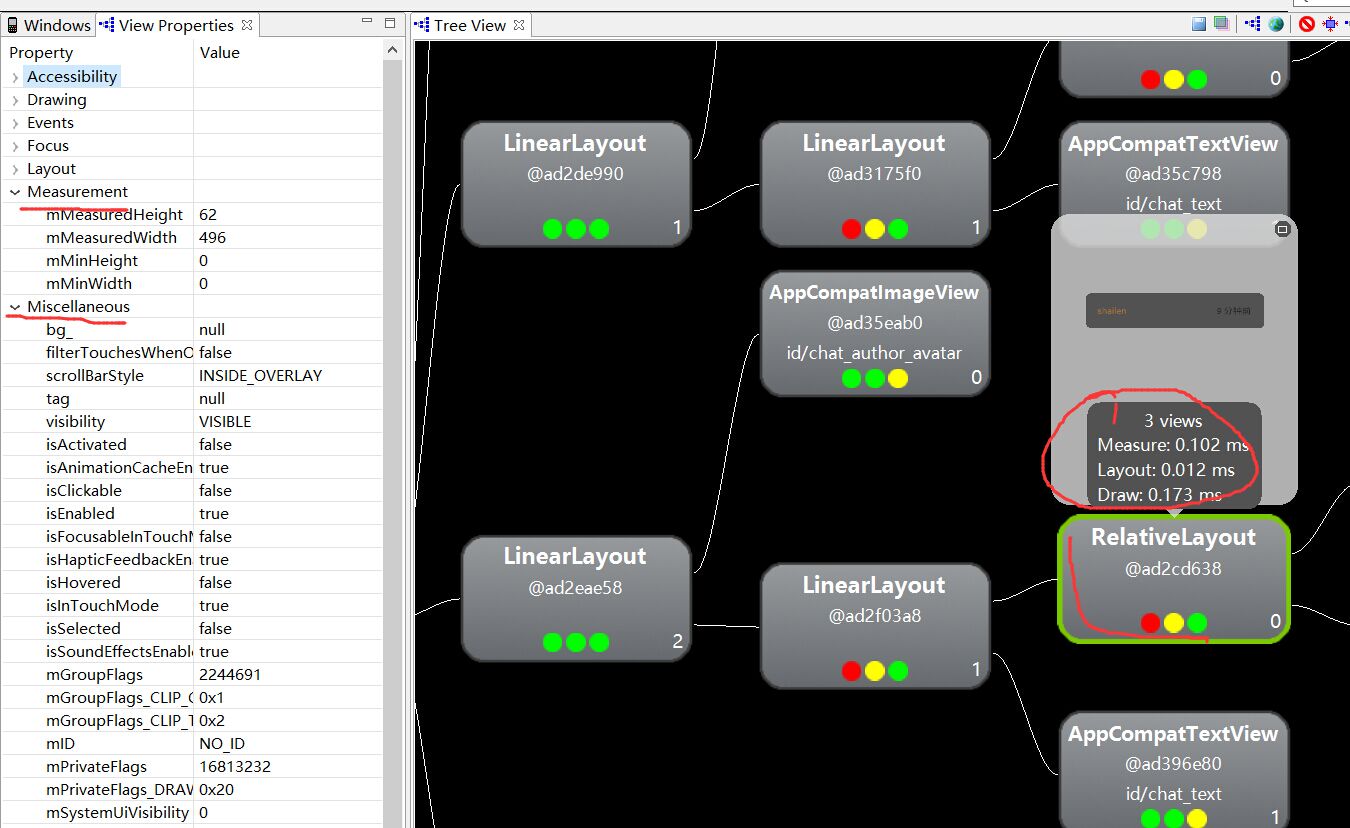 Windows
View Properties
Property Value
Accessibility
Drawing
Events
Focus
Layout
Measurement
mMeasuredHeight 62
mMeasuredWidth 496
mMinHeight 0
mMinWidth 0
Miscellaneous
bg_ null
filterTouchesWhenO false
scrollBarStyle INSIDE_OVERLAY
tag null
visibility VISIBLE
isActivated false
isAnimationCacheEn true
isClickable false
isEnabled true
isFocusableInTouchM false
isHapticFeedbackEn true
isHovered false
isInTouchMode true
isSelected false
isSoundEffectsEnabl true
mGroupFlags 2244691
mGroupFlags_CLIP_C 0x1
mGroupFlags_CLIP_T 0x2
mID NO_ID
mPrivateFlags 16813232
mPrivateFlags_DRAW 0x20
mSystemUiVisibility 0
Tree View
0
LinearLayout
@ad2de990
1
LinearLayout
@ad3175f0
1
AppCompatTextView
@ad35c798
id/chat_text
AppCompatImageView
@ad35eab0
id/chat_author_avatar
0
shailen 9 分钟前
3 views
Measure: 0.102 ms
Layout: 0.012 ms
Draw: 0.173 ms
LinearLayout
@ad2eae58
2
LinearLayout
@ad2f03a8
1
RelativeLayout
@ad2cd638
0
AppCompatTextView
@ad396e80
id/chat_text
1